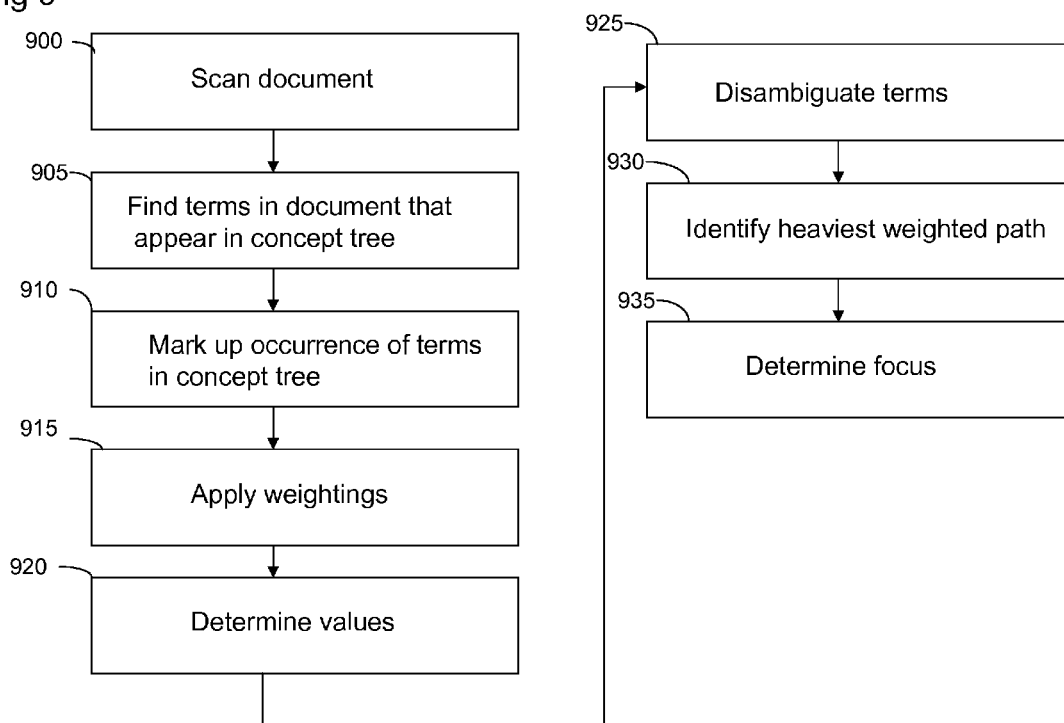 900
Scan document
905
Find terms in document that
appear in concept tree
910
Mark up occurrence of terms
in concept tree
915
Apply weightings
920
Determine values
925
Disambiguate terms
930
Identify heaviest weighted path
935
Determine focus